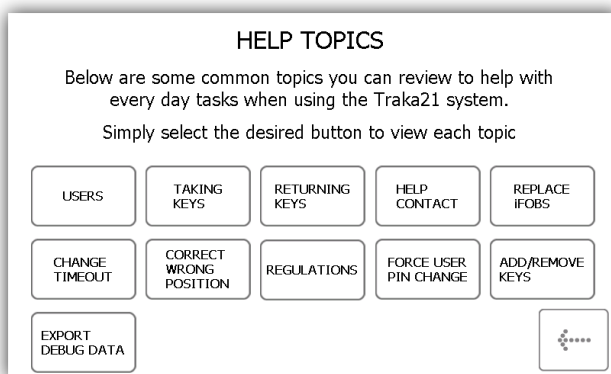 HELP TOPICS
Below are some common topics you can review to help with
every day tasks when using the Traka21 system.
Simply select the desired button to view each topic
USERS
TAKING
KEYS
RETURNING
KEYS
HELP
CONTACT
REPLACE
iFOBS
CHANGE
TIMEOUT
CORRECT
WRONG
POSITION
REGULATIONS
FORCE USER
PIN CHANGE
ADD/REMOVE
KEYS
EXPORT
DEBUG DATA